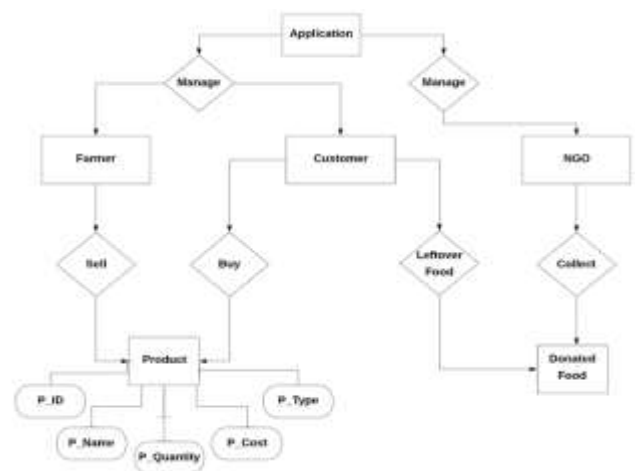 Application
Manage
Manage
Farmer
Customer
NGO
Sell
Buy
Leftover
Food
Collect
Product
Donated
Food
P_ID
P_Type
P_Name
P_Cost
P_Quantity